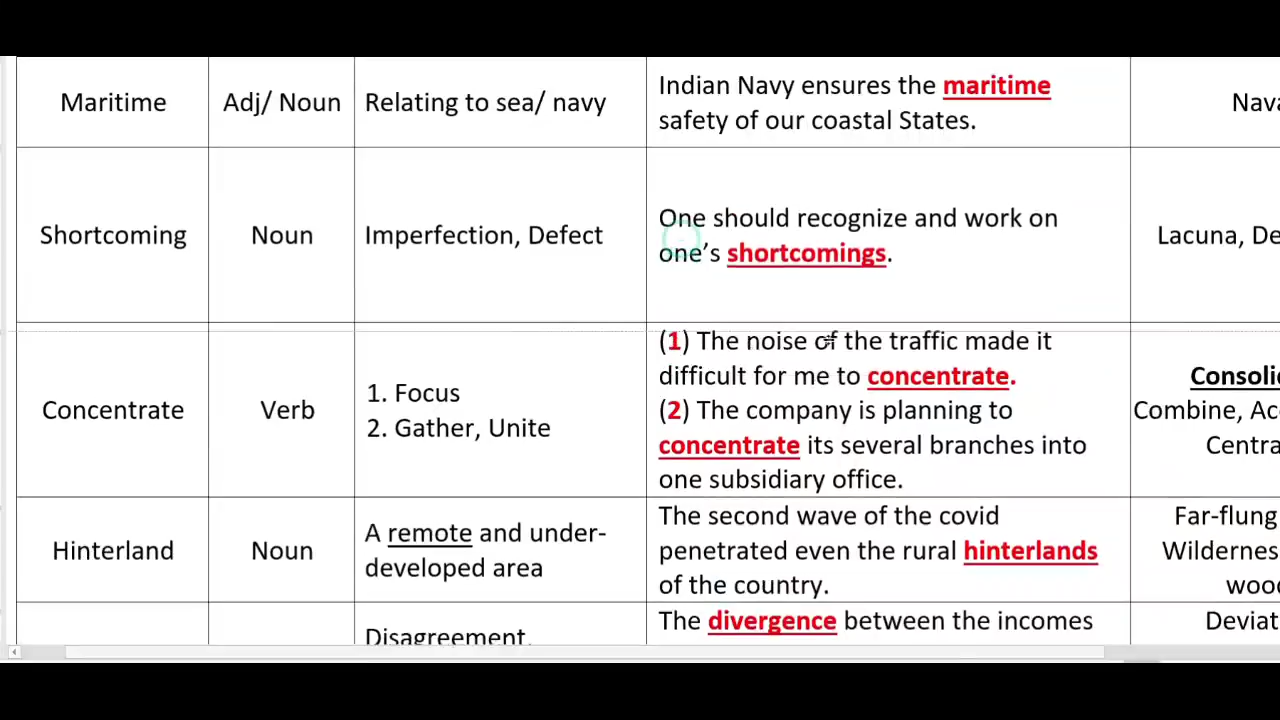 Maritime
Adj/ Noun
Relating to sea/ navy
Indian Navy ensures the maritime
safety of our coastal States.
Shortcoming
Noun
Imperfection, Defect
One should recognize and work on
one's shortcomings.
Lacuna,
Concentrate
Verb
1. Focus
2. Gather, Unite
(1) The noise of the traffic made it
difficult for me to concentrate.
(2) The company is planning to
concentrate its several branches into
one subsidiary office.
Combine,
Hinterland
Noun
A remote and under-
developed area
The second wave of the covid
penetrated even the rural hinterlands
of the country.
Far-flung
Disagreement,
The divergence between the incomes